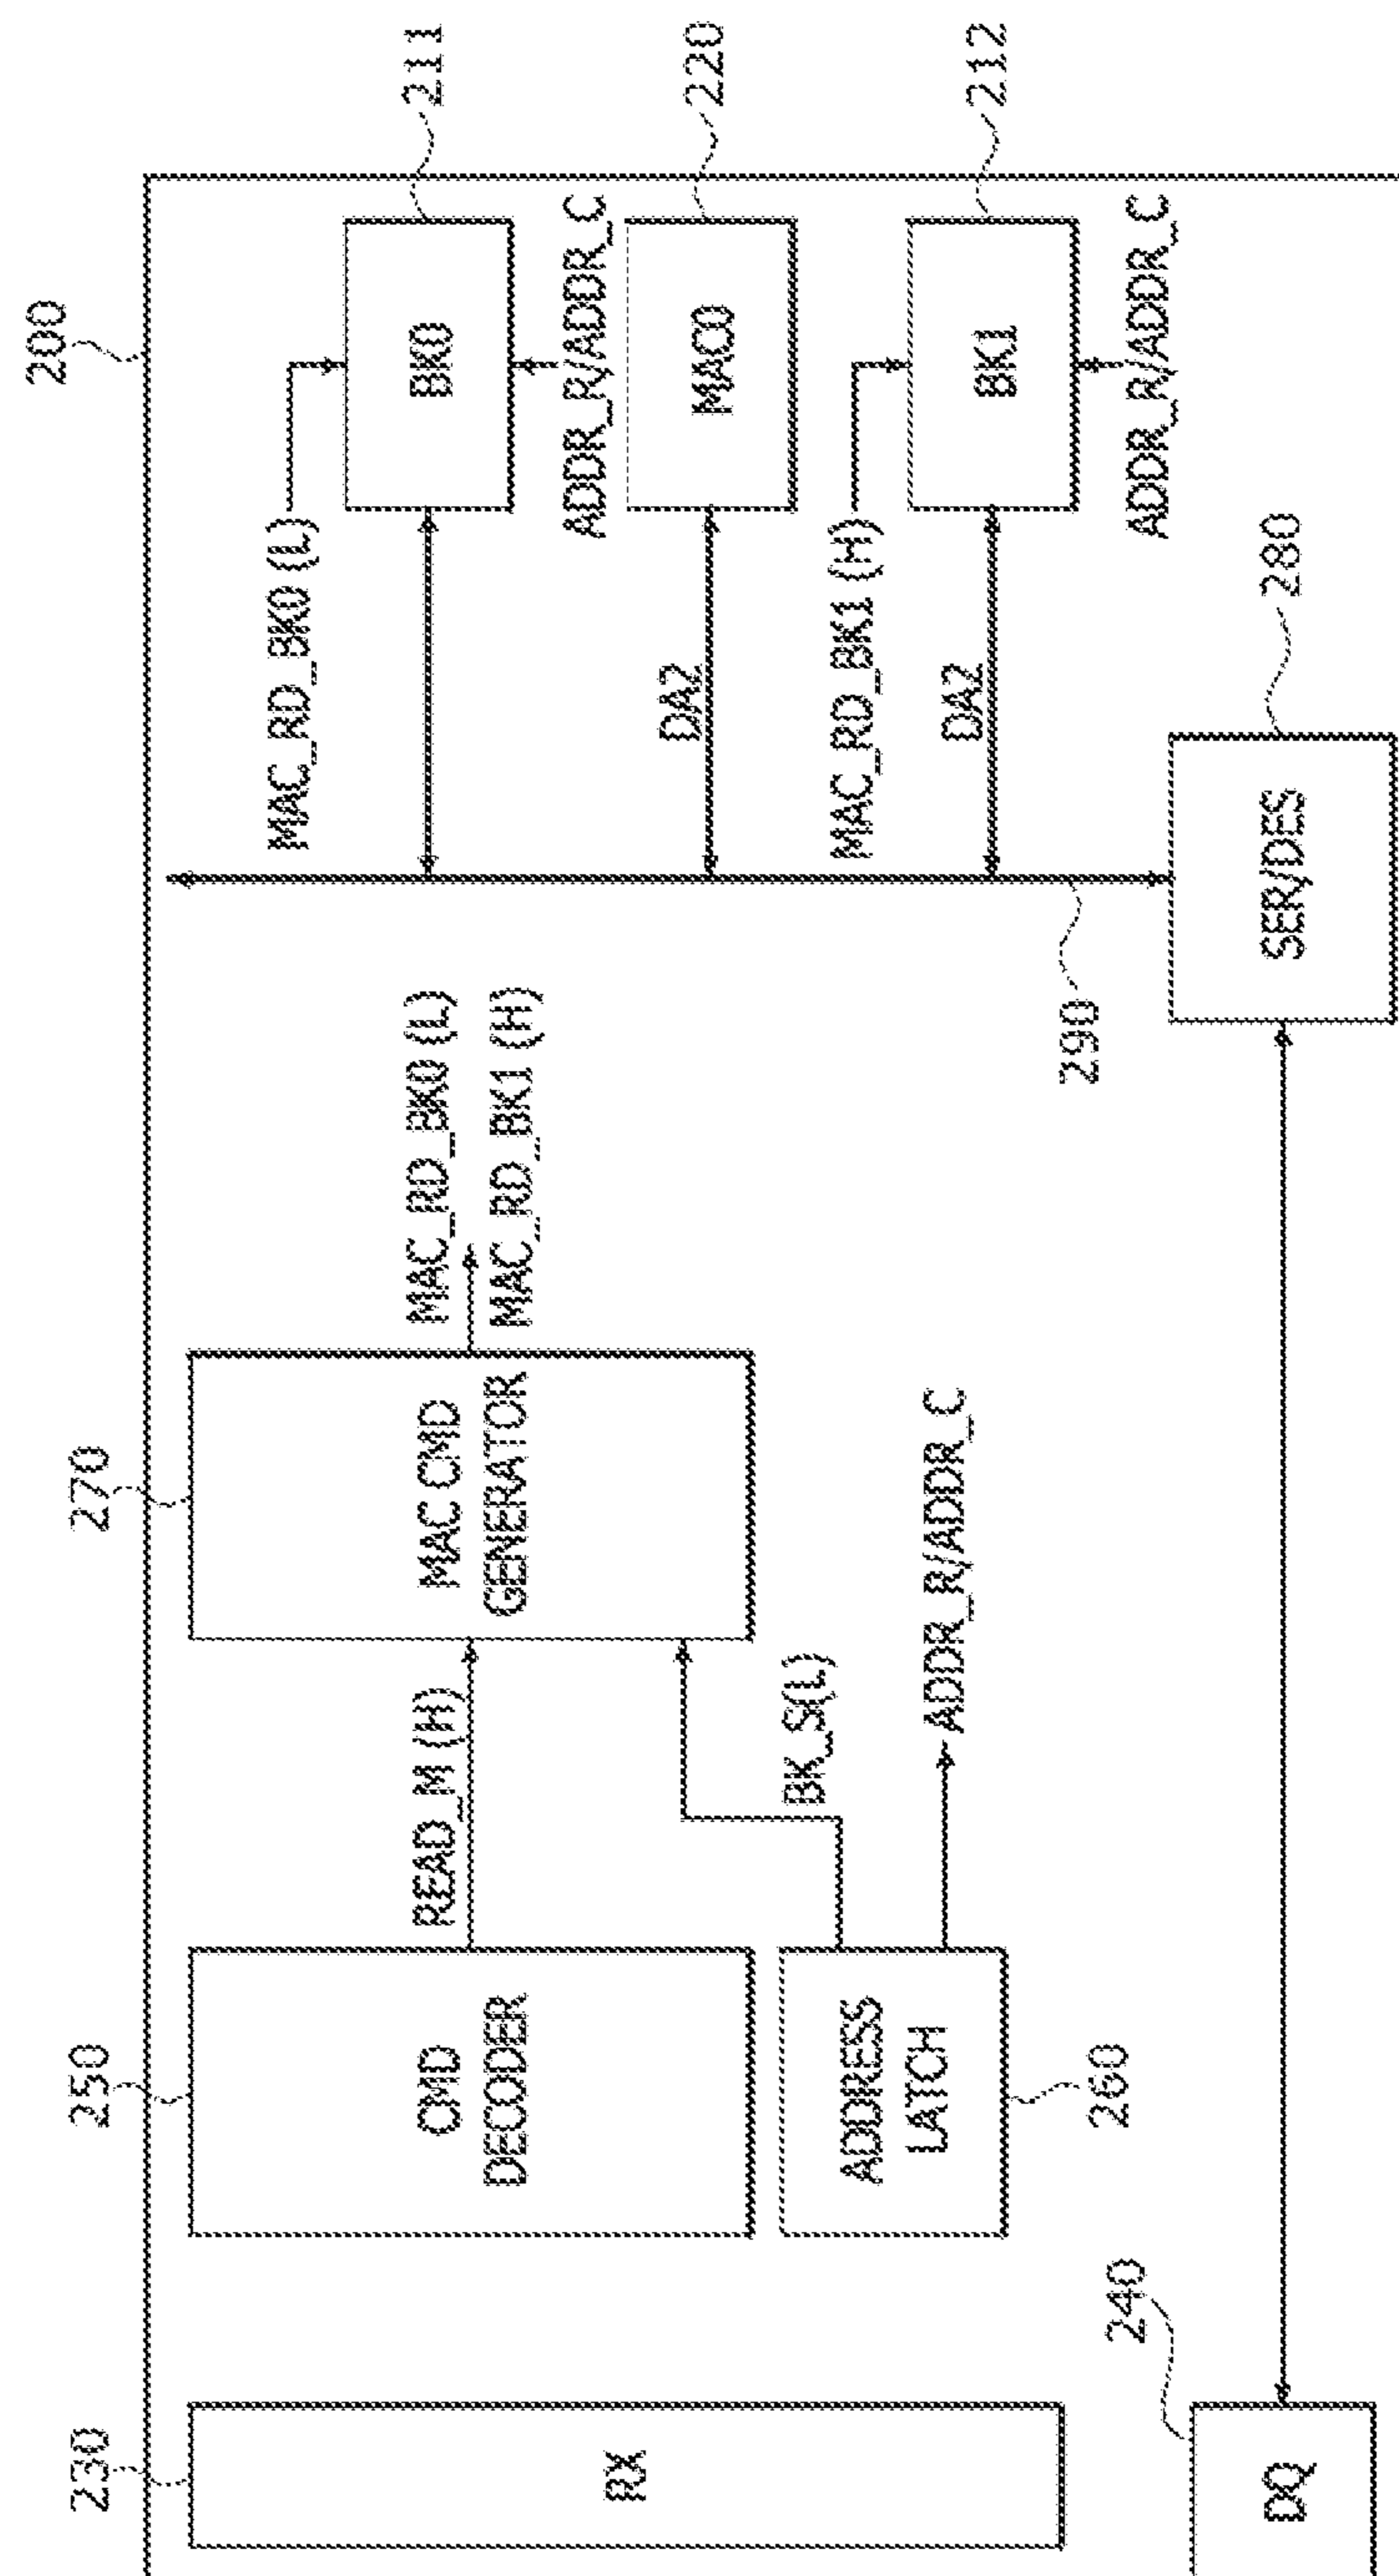 200
230
250
270
RX
CMD
DECODER
READ_M (H)
MAC CMD
GENERATOR
MAC_RD_BK0 (L)
MAC_RD_BK1 (H)
MAC_RD_BK0 (L)
BK0
211
ADDR_R/ADDR_C
DA2
MAC0
220
MAC_RD_BK1 (H)
DA2
BK1
212
ADDR_R/ADDR_C
ADDRESS
LATCH
260
BK_S(L)
ADDR_R/ADDR_C
290
240
DQ
SER/DES
280